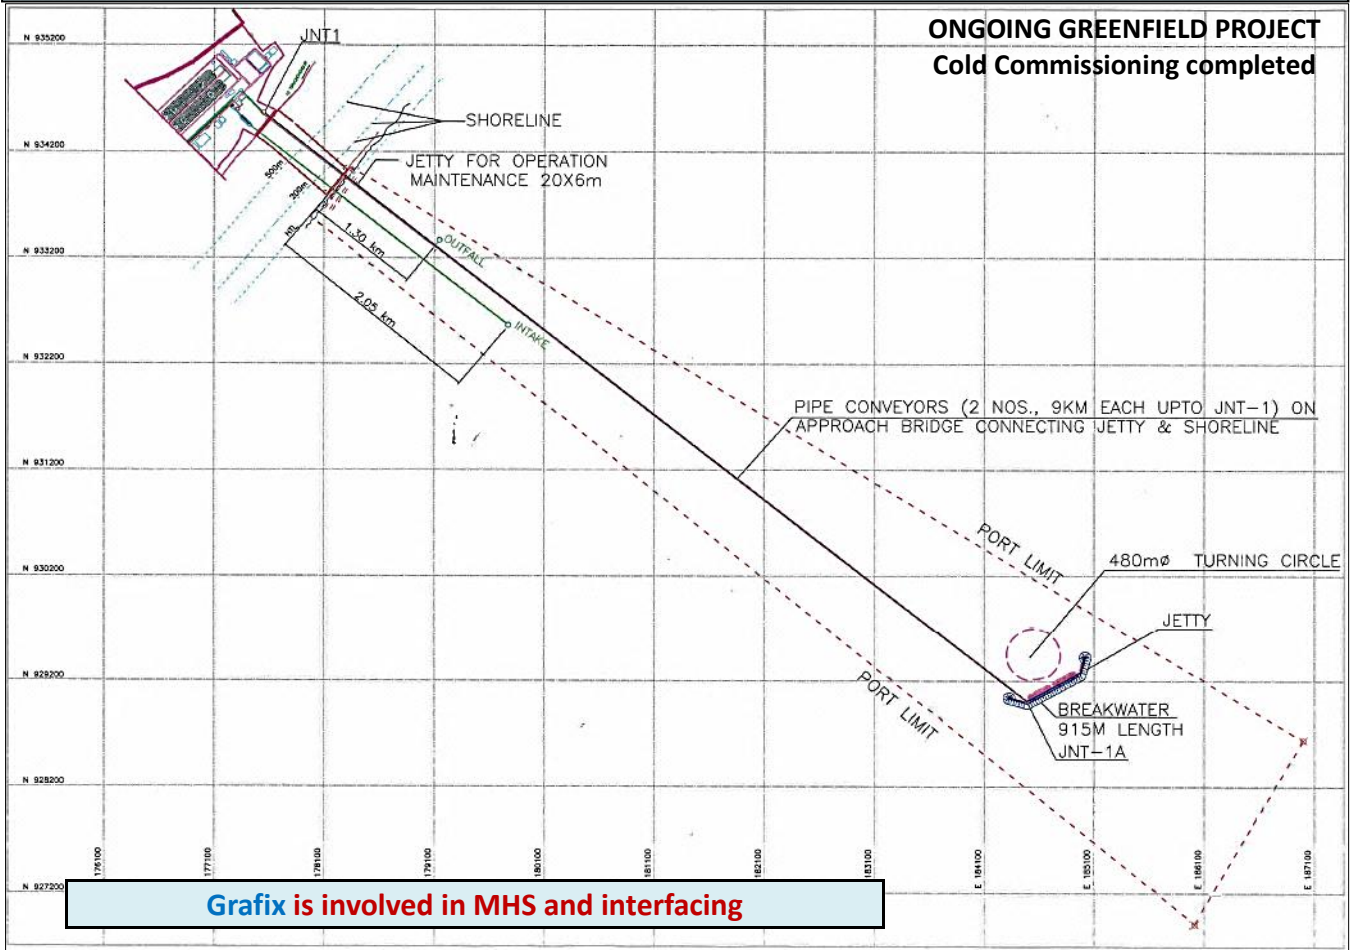 ONGOING GREENFIELD PROJECT
Cold Commissioning completed
N 935200
JNT1
SHORELINE
N 934200
JETTY FOR OPERATION
MAINTENANCE 20X6m
500m
200m
HTL
N 933200
1.30 km
OUTFALL
2.05 km
INTAKE
N 932200
PIPE CONVEYORS (2 NOS., 9KM EACH UPTO JNT-1) ON
APPROACH BRIDGE CONNECTING JETTY & SHORELINE
N 931200
PORT LIMIT
480mø TURNING CIRCLE
N 930200
JETTY
N 929200
PORT LIMIT
BREAKWATER
915M LENGTH
JNT-1A
N 928200
176100
177100
178100
179100
180100
181100
182100
183100
E 184100
E 185100
E 186100
E 187100
N 927200
Grafix is involved in MHS and interfacing